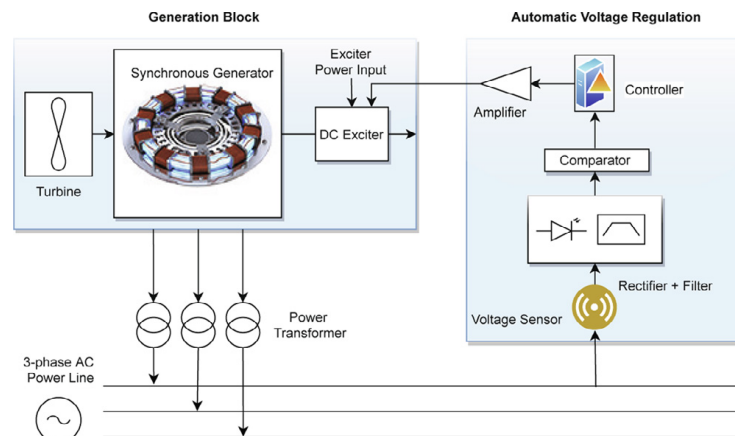 Generation Block
Automatic Voltage Regulation
Synchronous Generator
Exciter
Power Input
DC Exciter
Turbine
Amplifier
Controller
Comparator
Rectifier + Filter
Voltage Sensor
Power
Transformer
3-phase AC
Power Line